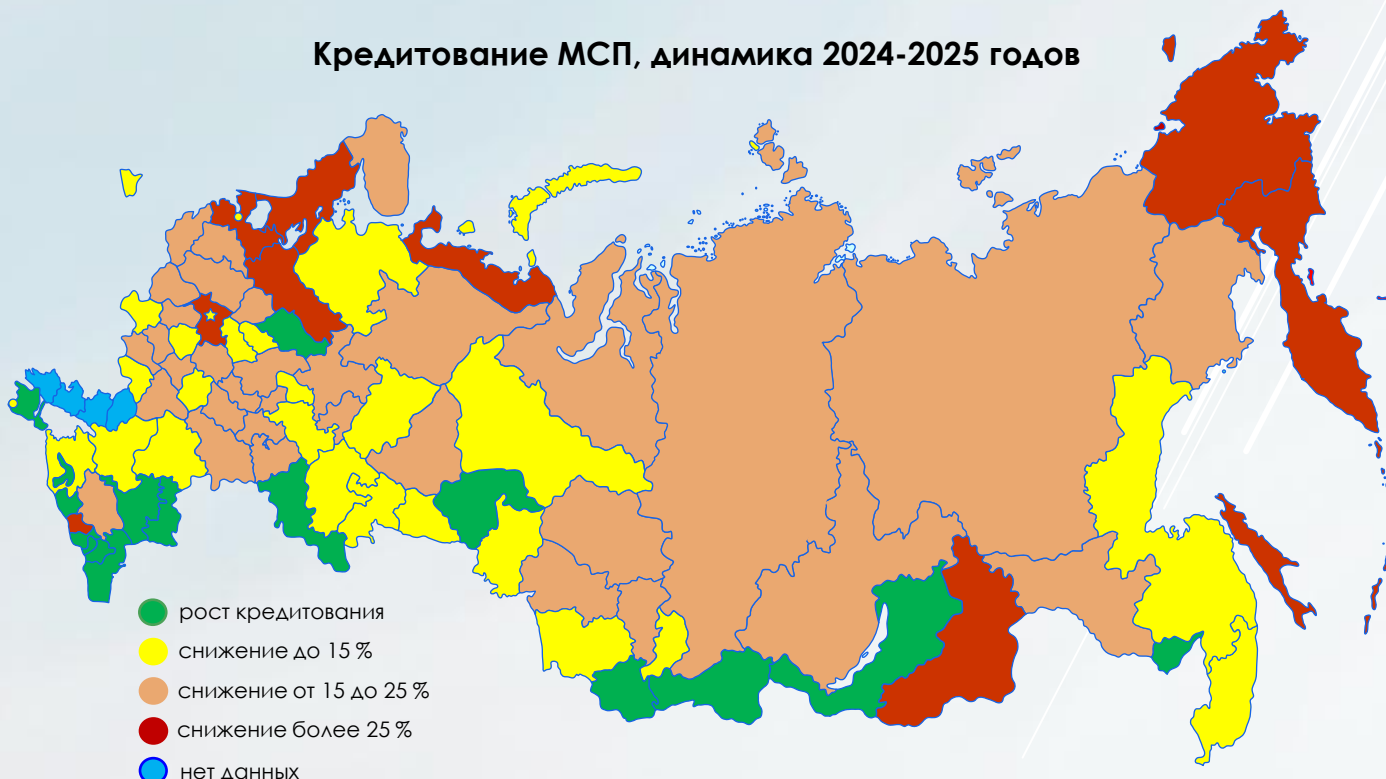 Кредитование МСП, динамика 2024-2025 годов
рост кредитования
снижение до 15 %
снижение от 15 до 25 %
снижение более 25 %
нет данных